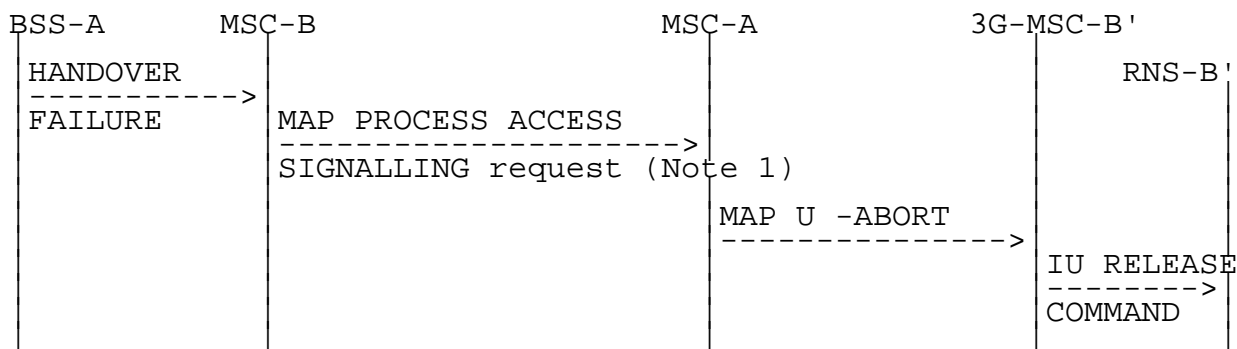 BSS-A MSC-B MSC-A 3G-MSC-B'
HANDOVER RNS-B'
----------->
FAILURE MAP PROCESS ACCESS
-------------------->
SIGNALLING request (Note 1)
MAP U -ABORT
-------------->
IU RELEASE
-------->
COMMAND